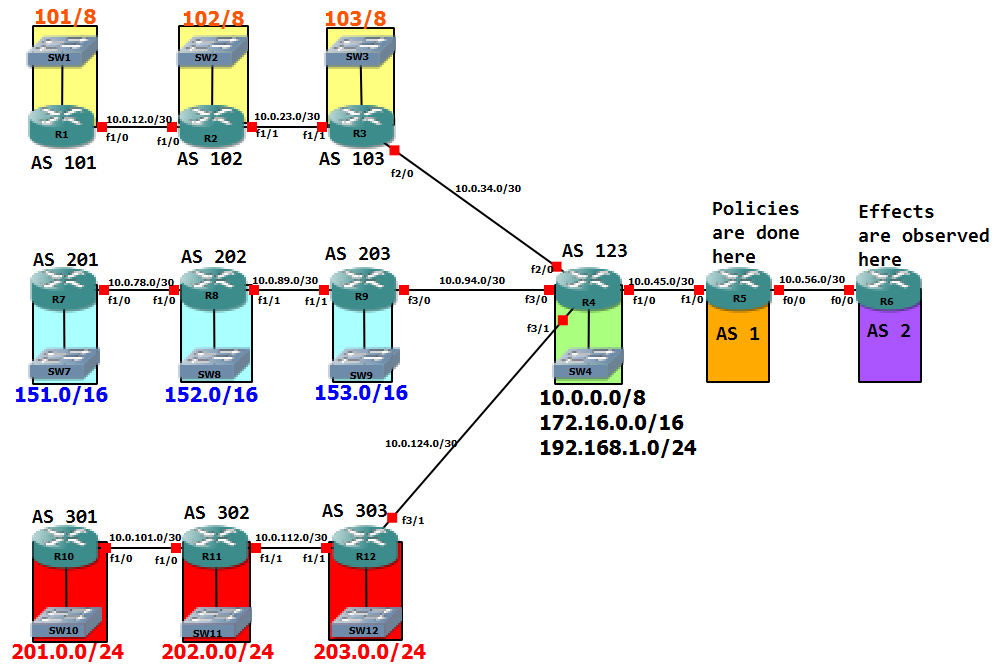 101/8
102/8
103/8
SW1
SW2
SW3
10.0.12.0/30
10.0.23.0/30
R1
R2
R3
f1/0
f1/0
f1/1
f1/1
AS 101
AS 102
AS 103
f2/0
10.0.34.0/30
Policies
are done
here
Effects
are observed
here
AS 201
AS 202
AS 203
AS 123
f2/0
10.0.78.0/30
10.0.89.0/30
10.0.94.0/30
10.0.45.0/30
10.0.56.0/30
R7
R8
R9
R4
R5
R6
f1/0
f1/0
f1/1
f1/1
f3/0
f3/0
f1/0
f1/0
f0/0
f0/0
f3/1
AS 1
AS 2
SW7
SW8
SW9
SW4
151.0/16
152.0/16
153.0/16
10.0.0.0/8
172.16.0.0/16
192.168.1.0/24
10.0.124.0/30
AS 301
AS 302
AS 303
f3/1
10.0.101.0/30
10.0.112.0/30
R10
R11
R12
f1/0
f1/0
f1/1
f1/1
SW10
SW11
SW12
201.0.0/24
202.0.0/24
203.0.0/24